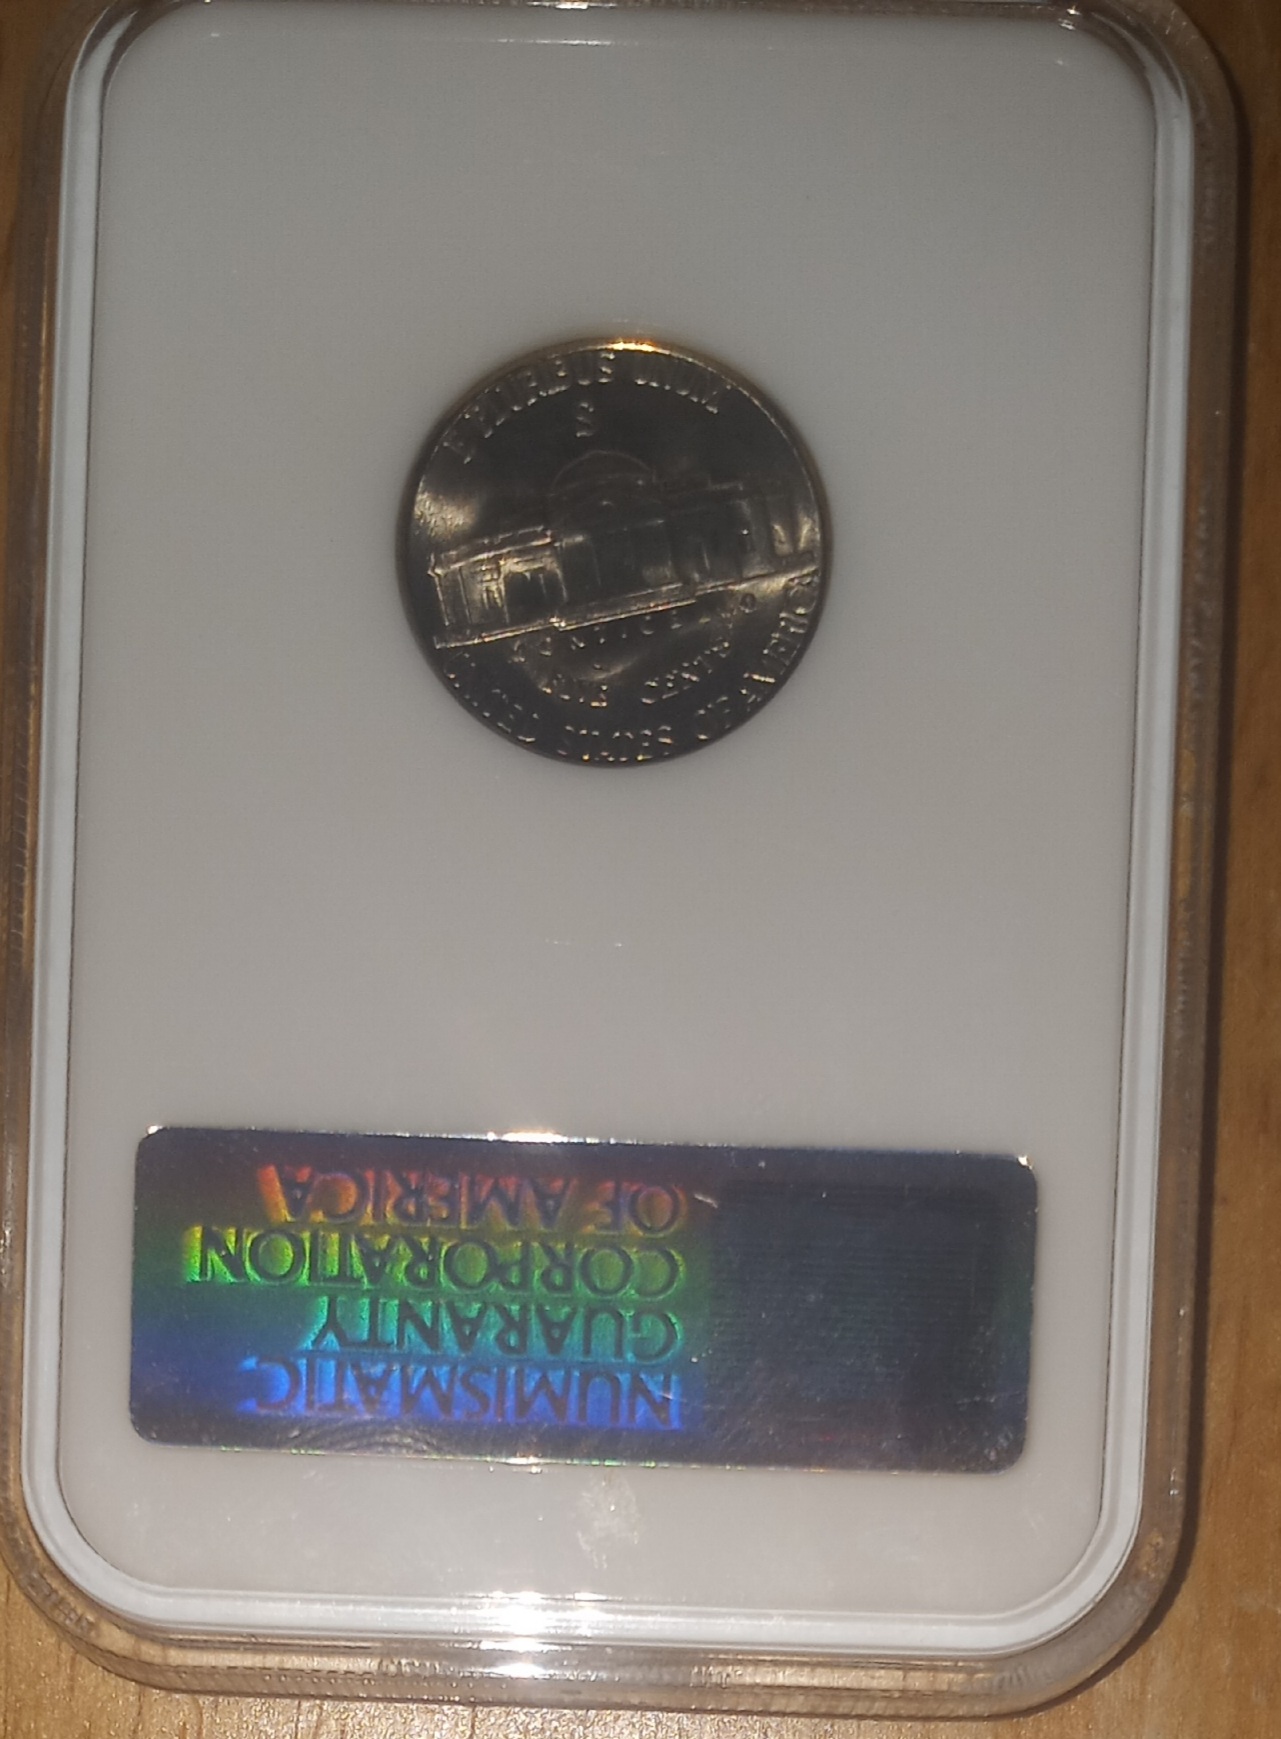 E PLURIBUS UNUM
S
MONTICELLO
FIVE CENTS
UNITED STATES OF AMERICA
NUMISMATIC
GUARANTY
CORPORATION
OF AMERICA